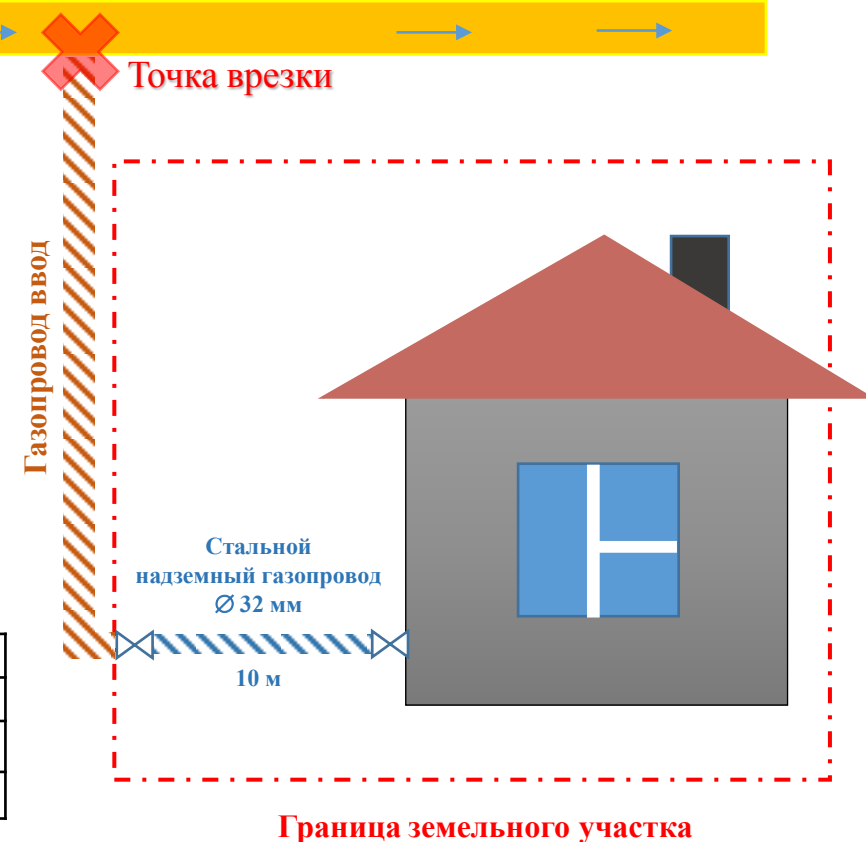 Точка врезки
Газопровод ввод
Стальной
надземный газопровод
∅ 32 мм
10 м
Граница земельного участка